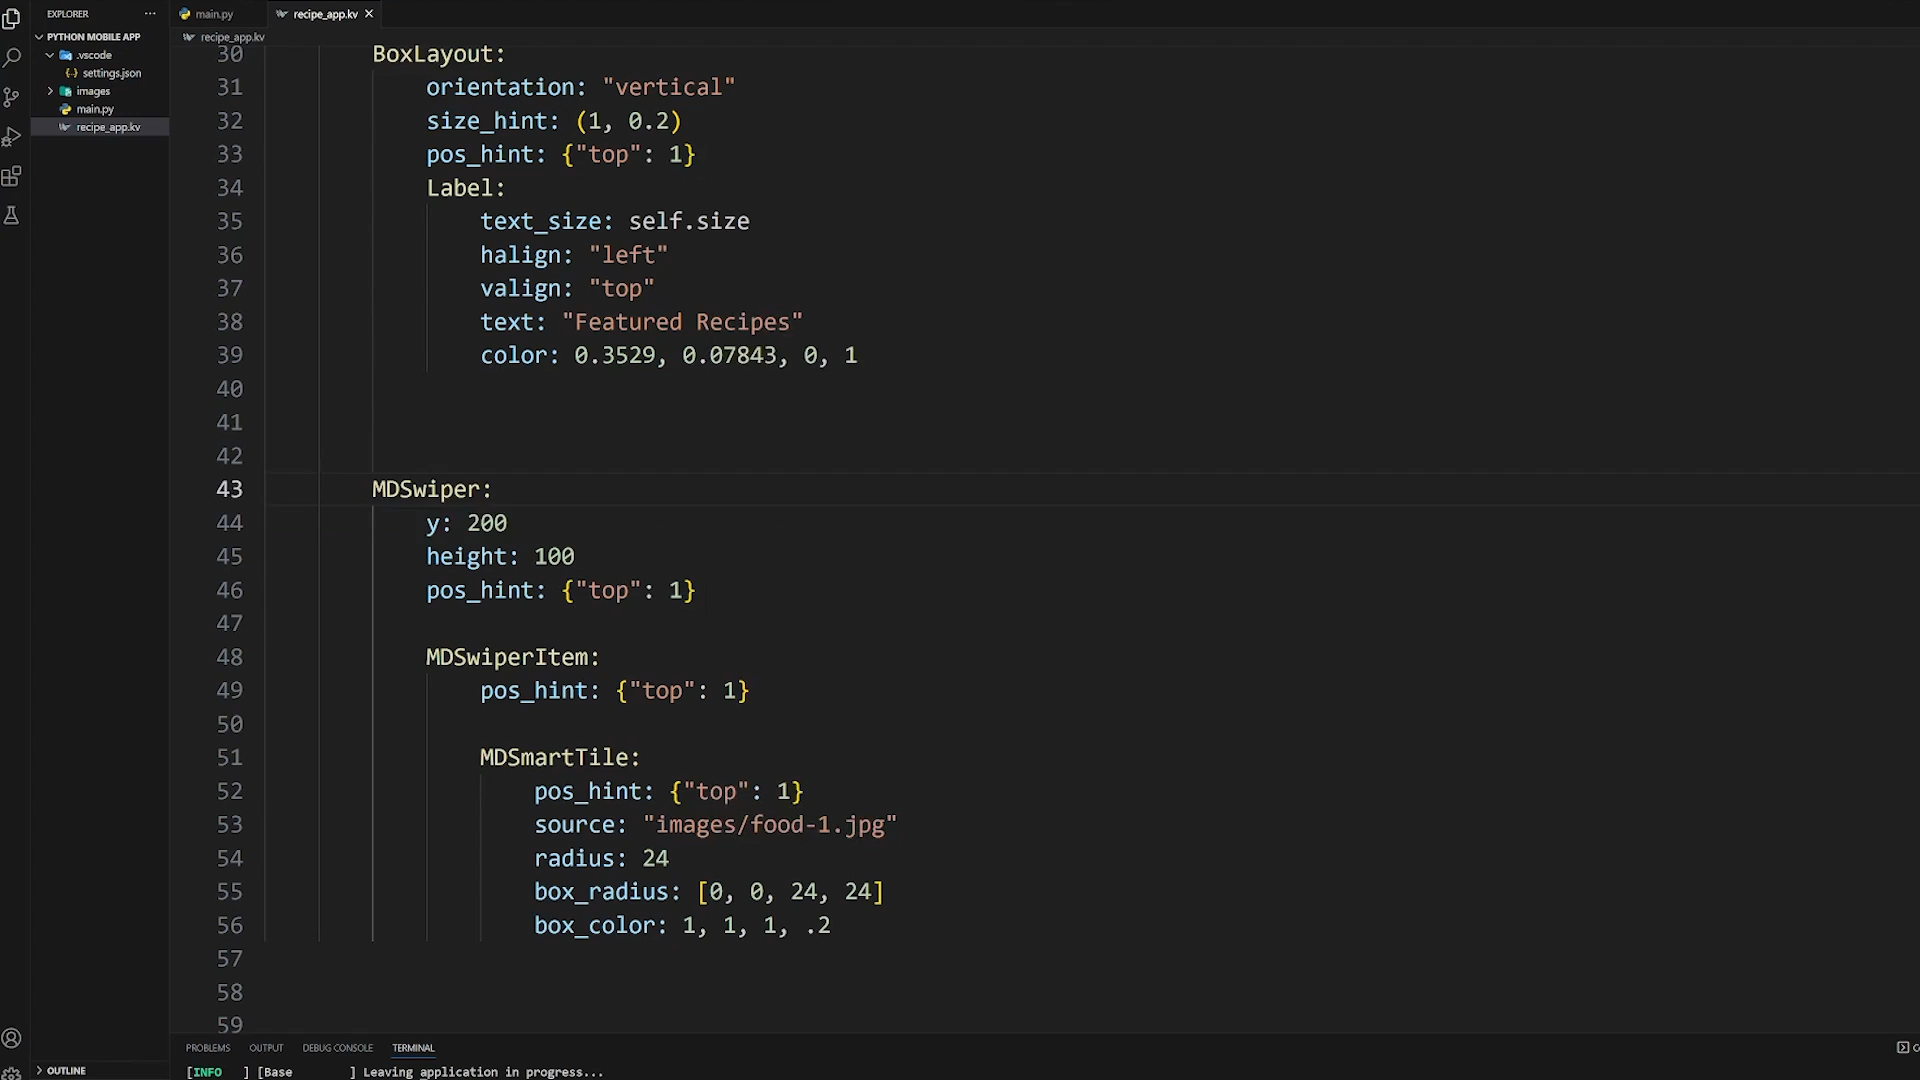 EXPLORER
main.py
recipe_app.kv
PYTHON MOBILE APP
recipe_app.kv
.vscode
settings.json
images
main.py
recipe_app.kv
30 BoxLayout:
31 orientation: "vertical"
32 size_hint: (1, 0.2)
33 pos_hint: {"top": 1}
34 Label:
35 text_size: self.size
36 halign: "left"
37 valign: "top"
38 text: "Featured Recipes"
39 color: 0.3529, 0.07843, 0, 1
40
41
42
43 MDSwiper:
44 y: 200
45 height: 100
46 pos_hint: {"top": 1}
47
48 MDSwiperItem:
49 pos_hint: {"top": 1}
50
51 MDSmartTile:
52 pos_hint: {"top": 1}
53 source: "images/food-1.jpg"
54 radius: 24
55 box_radius: [0, 0, 24, 24]
56 box_color: 1, 1, 1, .2
57
58
59
PROBLEMS OUTPUT DEBUG CONSOLE TERMINAL
OUTLINE
[INFO ] [Base ] Leaving application in progress...